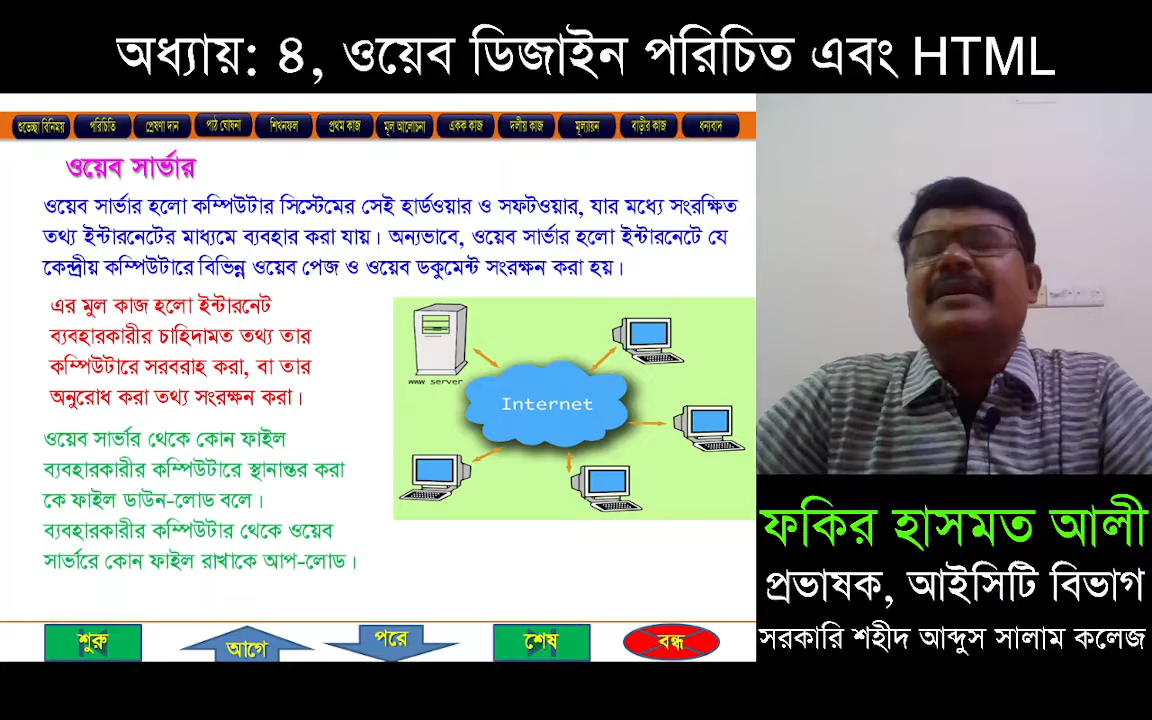 অধ্যায়: ৪, ওয়েব ডিজাইন পরিচিত এবং HTML
শুভেচ্ছা বিনিময় পরিচিতি প্রেষণা দান পাঠ ঘোষনা শিখনফল প্রথম কাজ মূল আলোচনা একক কাজ দলীয় কাজ মূল্যায়ন বাড়ীর কাজ ধন্যবাদ
ওয়েব সার্ভার
ওয়েব সার্ভার হলো কম্পিউটার সিস্টেমের সেই হার্ডওয়ার ও সফটওয়ার, যার মধ্যে সংরক্ষিত
তথ্য ইন্টারনেটের মাধ্যমে ব্যবহার করা যায়। অন্যভাবে, ওয়েব সার্ভার হলো ইন্টারনেটে যে
কেন্দ্রীয় কম্পিউটারে বিভিন্ন ওয়েব পেজ ও ওয়েব ডকুমেন্ট সংরক্ষন করা হয়।
এর মুল কাজ হলো ইন্টারনেট
ব্যবহারকারীর চাহিদামত তথ্য তার
কম্পিউটারে সরবরাহ করা, বা তার
অনুরোধ করা তথ্য সংরক্ষন করা।
ওয়েব সার্ভার থেকে কোন ফাইল
ব্যবহারকারীর কম্পিউটারে স্থানান্তর করা
কে ফাইল ডাউন-লোড বলে।
ব্যবহারকারীর কম্পিউটার থেকে ওয়েব
সার্ভারে কোন ফাইল রাখাকে আপ-লোড।
www server
Internet
ফকির হাসমত আলী
প্রভাষক, আইসিটি বিভাগ
সরকারি শহীদ আব্দুস সালাম কলেজ
শুরু আগে পরে শেষ বন্ধ